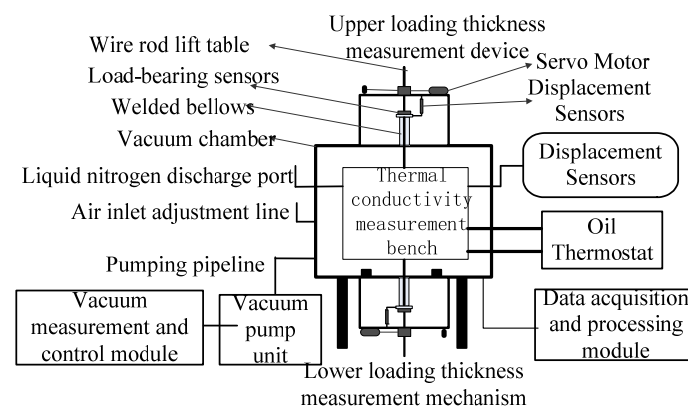 Upper loading thickness
measurement device
Wire rod lift table
Load-bearing sensors
Welded bellows
Vacuum chamber
Servo Motor
Displacement
Sensors
Liquid nitrogen discharge port
Air inlet adjustment line
Pumping pipeline
Thermal
conductivity
measurement
bench
Displacement
Sensors
Oil
Thermostat
Vacuum
measurement and
control module
Vacuum
pump
unit
Data acquisition
and processing
module
Lower loading thickness
measurement mechanism